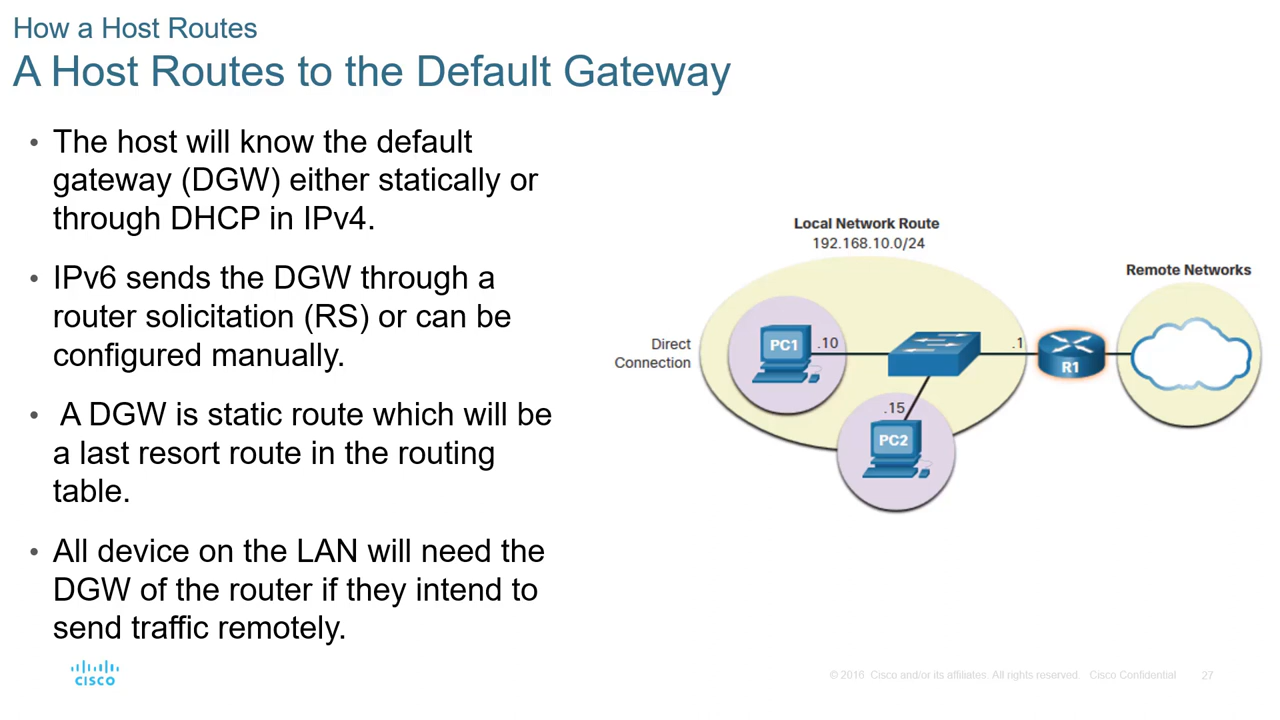 How a Host Routes
A Host Routes to the Default Gateway
• The host will know the default
gateway (DGW) either statically or
through DHCP in IPv4.
• IPv6 sends the DGW through a
router solicitation (RS) or can be
configured manually.
• A DGW is static route which will be
a last resort route in the routing
table.
• All device on the LAN will need the
DGW of the router if they intend to
send traffic remotely.
Local Network Route
192.168.10.0/24
Remote Networks
Direct
Connection
PC1
.10
.1
R1
.15
PC2
CISCO
© 2016 Cisco and/or its affiliates. All rights reserved. Cisco Confidential
27